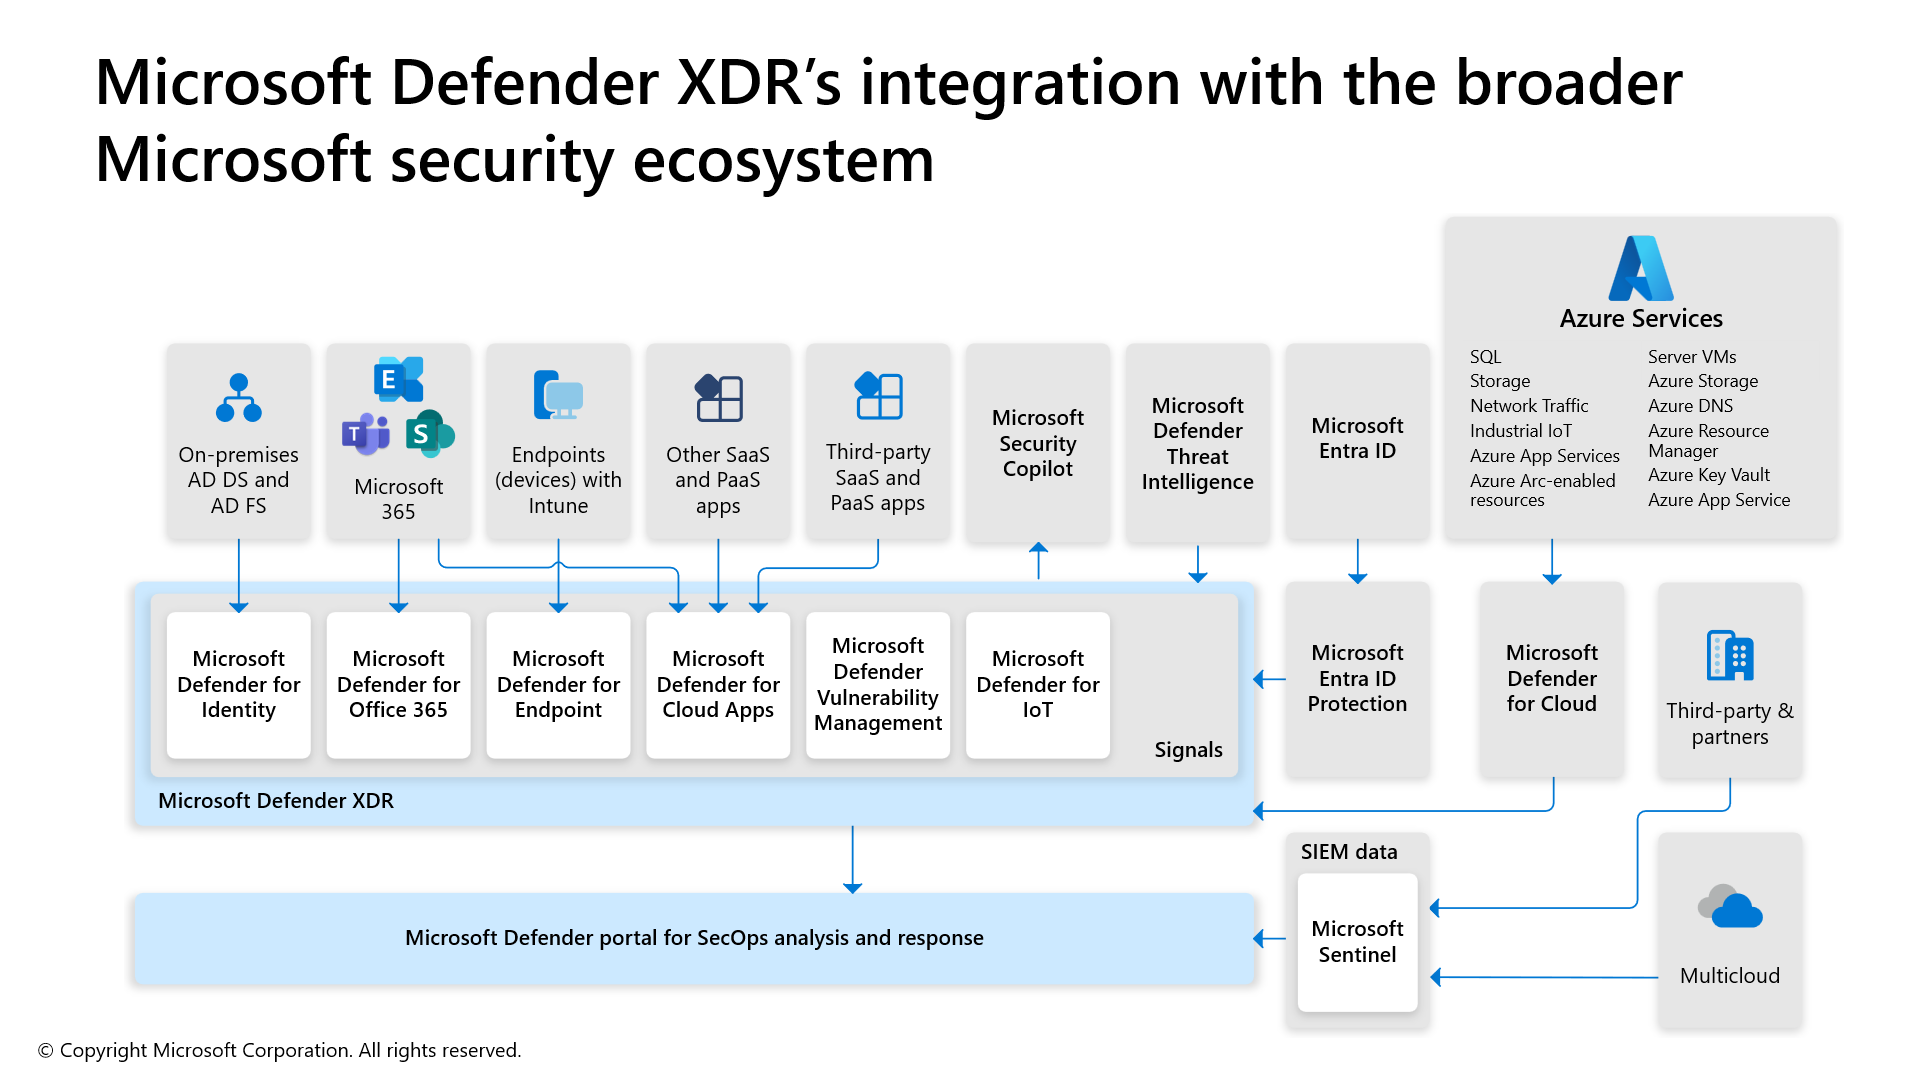 Microsoft Defender XDR’s integration with the broader
Microsoft security ecosystem
Azure Services
SQL
Storage
Network Traffic
Industrial IoT
Azure App Services
Azure Arc-enabled
resources
Server VMs
Azure Storage
Azure DNS
Azure Resource
Manager
Azure Key Vault
Azure App Service
On-premises
AD DS and
AD FS
E
T
S
Microsoft
365
Endpoints
(devices) with
Intune
Other SaaS
and PaaS
apps
Third-party
SaaS and
PaaS apps
Microsoft
Security
Copilot
Microsoft
Defender
Threat
Intelligence
Microsoft
Entra ID
Microsoft
Defender for
Identity
Microsoft
Defender for
Office 365
Microsoft
Defender for
Endpoint
Microsoft
Defender for
Cloud Apps
Microsoft
Defender
Vulnerability
Management
Microsoft
Defender for
IoT
Signals
Microsoft Defender XDR
Microsoft
Entra ID
Protection
Microsoft
Defender
for Cloud
Third-party &
partners
SIEM data
Microsoft
Sentinel
Multicloud
Microsoft Defender portal for SecOps analysis and response
© Copyright Microsoft Corporation. All rights reserved.